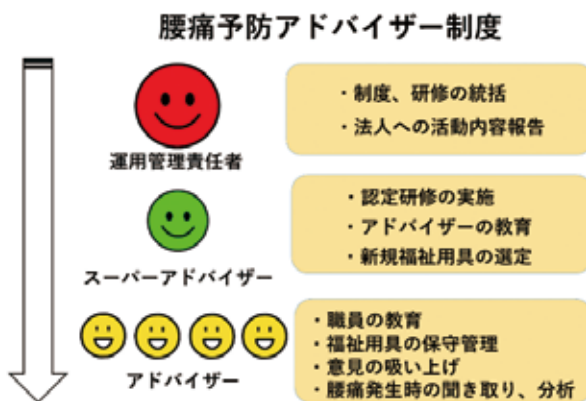 腰痛予防アドバイザー制度
運用管理責任者
・制度、研修の統括
・法人への活動内容報告
スーパーアドバイザー
・認定研修の実施
・アドバイザーの教育
・新規福祉用具の選定
アドバイザー
・職員の教育
・福祉用具の保守管理
・意見の吸い上げ
・腰痛発生時の聞き取り、分析